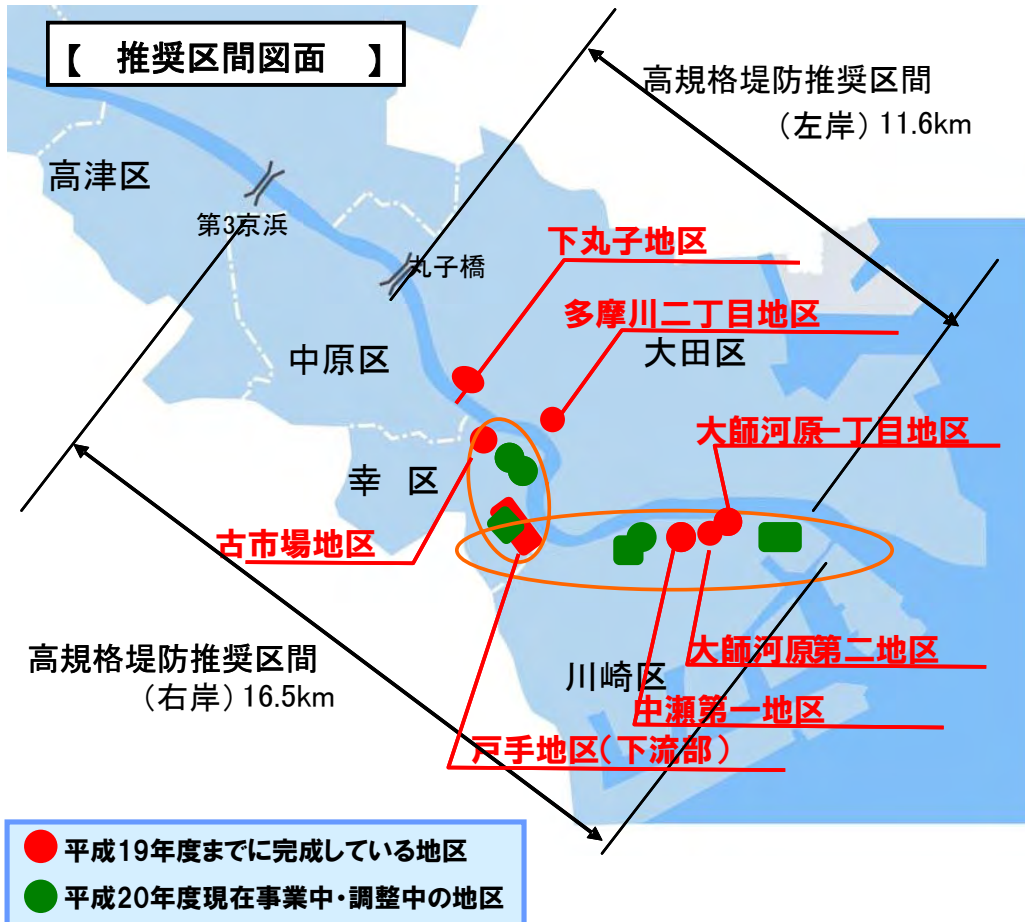 【 推奨区間図面 】
高規格堤防推奨区間
（左岸）11.6km
高津区
第3京浜
下丸子地区
丸子橋
多摩川二丁目地区
中原区
大田区
大師河原一丁目地区
幸 区
古市場地区
高規格堤防推奨区間
（右岸）16.5km
大師河原第二地区
川崎区
中瀬第一地区
戸手地区（下流部）
平成19年度までに完成している地区
平成20年度現在事業中・調整中の地区